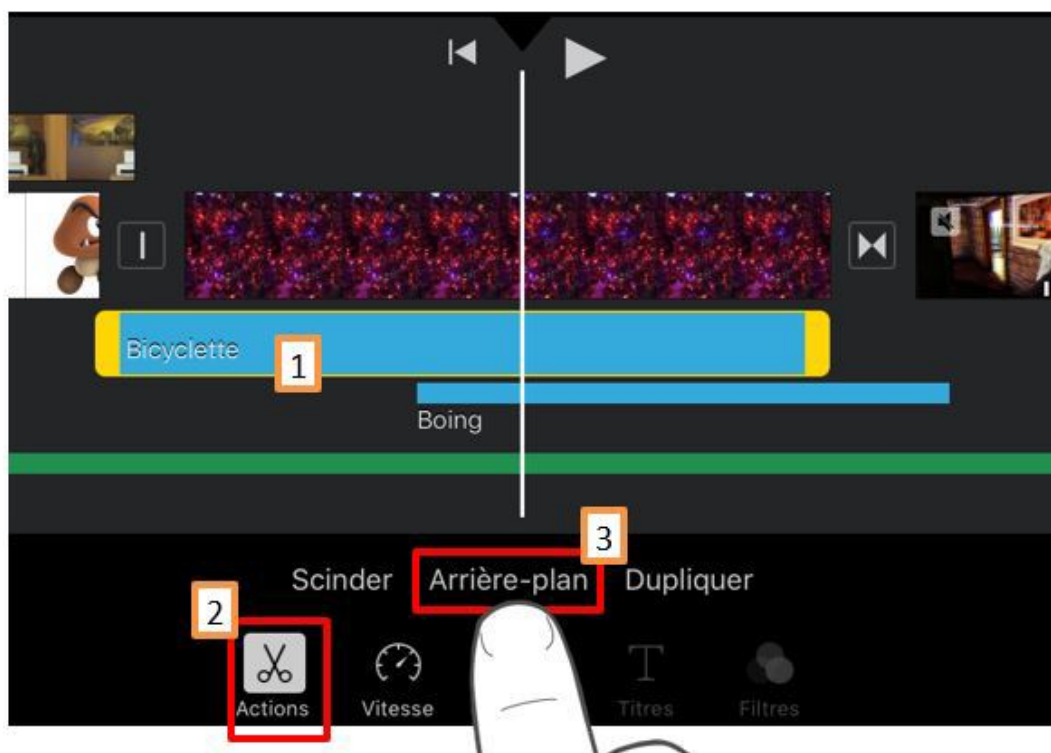 Bicyclette
1
Boing
3
Scinder Arrière-plan Dupliquer
2
Actions Vitesse Titres Filtres